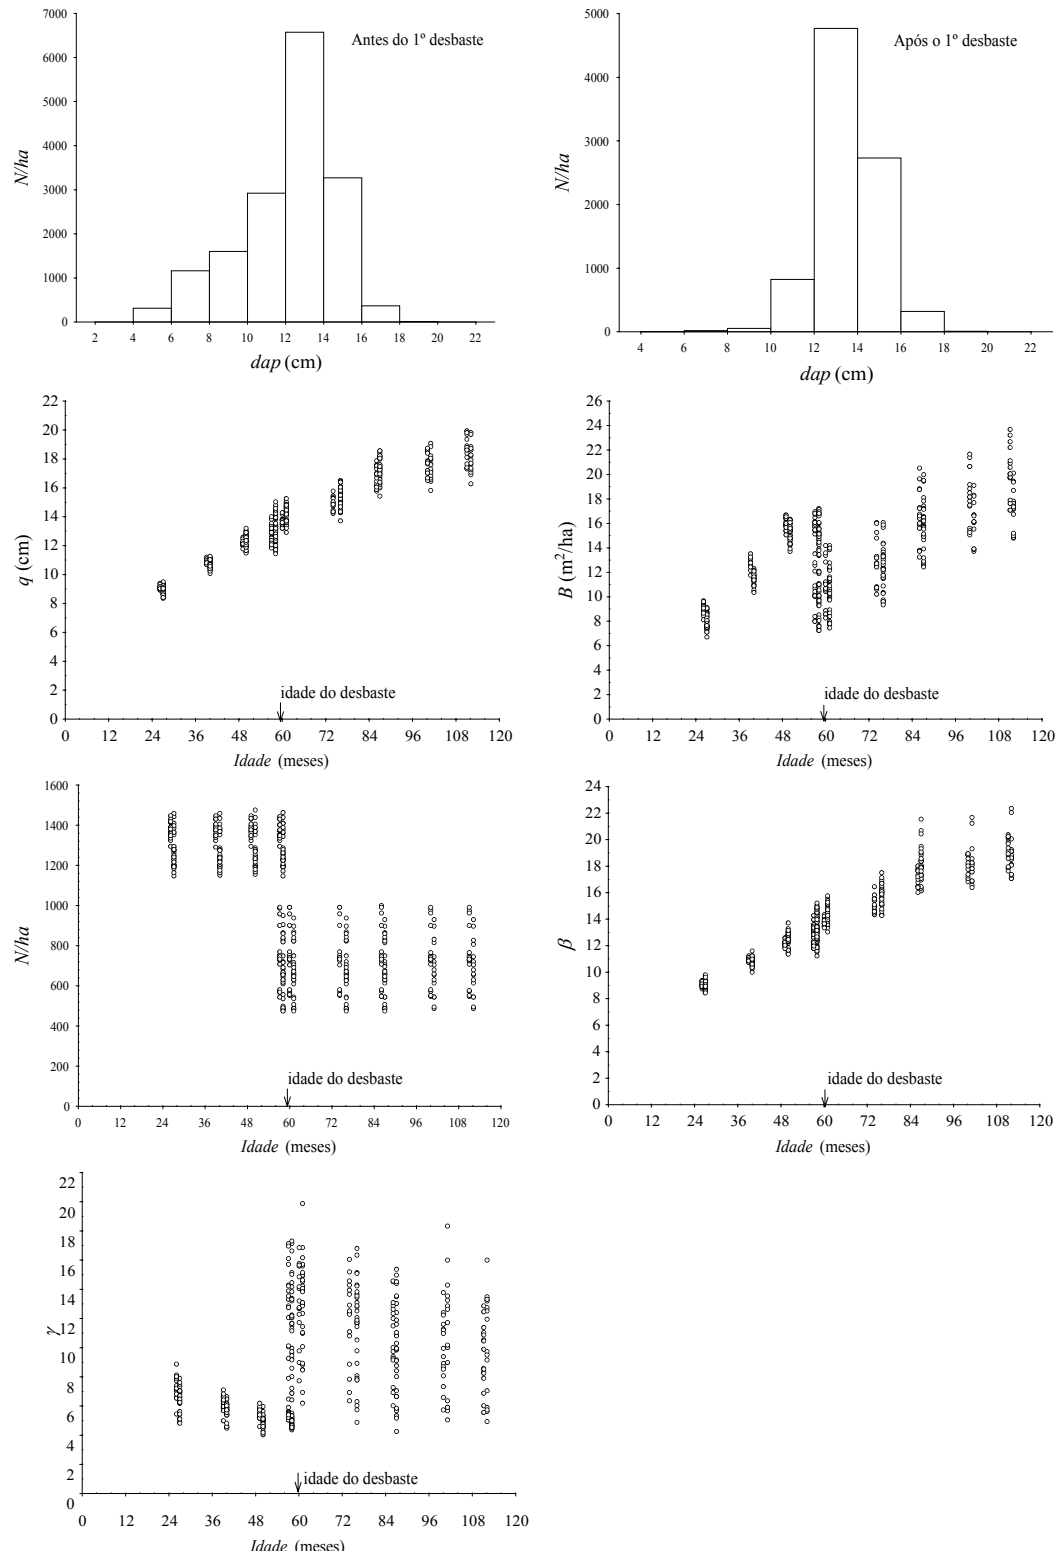 7000
6000
5000
4000
3000
2000
1000
0
N/ha
Antes do 1º desbaste
2 4 6 8 10 12 14 16 18 20 22
dap (cm)
5000
4000
3000
2000
1000
0
N/ha
Após o 1º desbaste
4 6 8 10 12 14 16 18 20 22
dap (cm)
22
20
18
16
14
12
10
8
6
4
2
0
q (cm)
idade do desbaste
0 12 24 36 48 60 72 84 96 108 120
Idade (meses)
26
24
22
20
18
16
14
12
10
8
6
4
2
0
B (m²/ha)
idade do desbaste
0 12 24 36 48 60 72 84 96 108 120
Idade (meses)
1600
1400
1200
1000
800
600
400
200
0
N/ha
idade do desbaste
0 12 24 36 48 60 72 84 96 108 120
Idade (meses)
24
22
20
18
16
14
12
10
8
6
4
2
0
β
idade do desbaste
0 12 24 36 48 60 72 84 96 108 120
Idade (meses)
22
20
18
16
14
12
10
8
6
4
2
0
γ
idade do desbaste
0 12 24 36 48 60 72 84 96 108 120
Idade (meses)